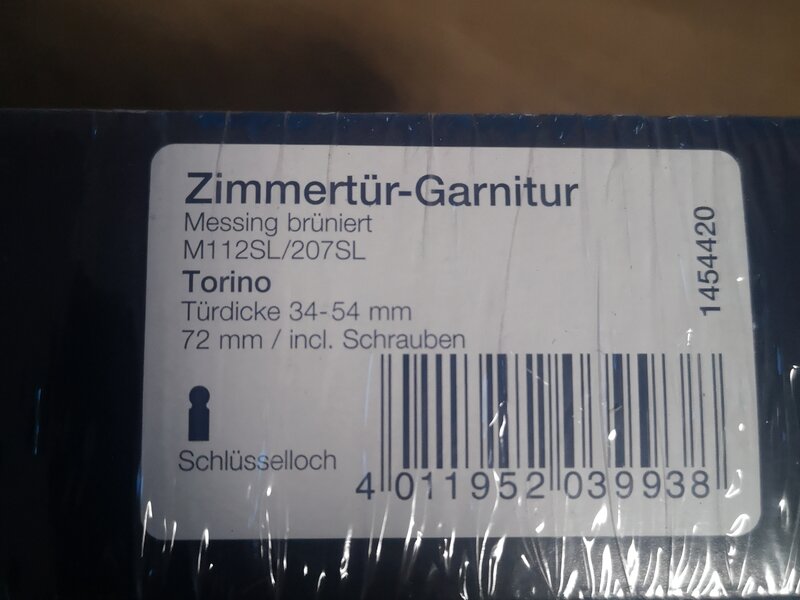 Zimmertür-Garnitur
Messing brüniert
M112SL/207SL
Torino
Türdicke 34-54 mm
72 mm / incl. Schrauben
Schlüsselloch
4 011952 039938
1454420